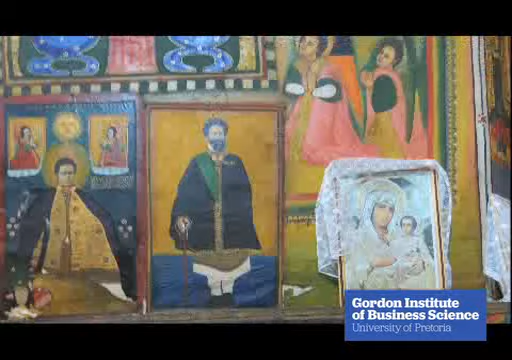 Gordon Institute
of Business Science
University of Pretoria